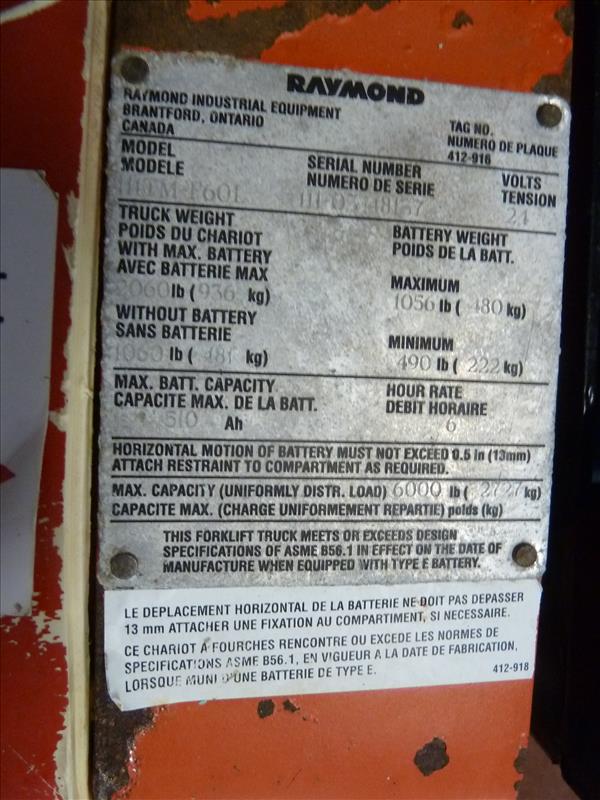 RAYMOND
RAYMOND INDUSTRIAL EQUIPMENT
BRANTFORD, ONTARIO
CANADA
TAG NO.
NUMERO DE PLAQUE
412-916
MODEL
MODELE
SERIAL NUMBER
NUMERO DE SERIE
VOLTS
TENSION
24
TRUCK WEIGHT
POIDS DU CHARIOT
WITH MAX. BATTERY
AVEC BATTERIE MAX
2060 lb ( 936 kg)
WITHOUT BATTERY
SANS BATTERIE
1060 lb ( 481 kg)
BATTERY WEIGHT
POIDS DE LA BATT.
MAXIMUM
1056 lb ( 480 kg)
MINIMUM
490 lb ( 222 kg)
MAX. BATT. CAPACITY
CAPACITE MAX. DE LA BATT.
510 Ah
HOUR RATE
DEBIT HORAIRE
6
HORIZONTAL MOTION OF BATTERY MUST NOT EXCEED 0.5 in (13mm)
ATTACH RESTRAINT TO COMPARTMENT AS REQUIRED.
MAX. CAPACITY (UNIFORMLY DISTR. LOAD) 6000 lb ( 2727 kg)
CAPACITE MAX. (CHARGE UNIFORMEMENT REPARTIE) poids (kg)
THIS FORKLIFT TRUCK MEETS OR EXCEEDS DESIGN
SPECIFICATIONS OF ASME B56.1 IN EFFECT ON THE DATE OF
MANUFACTURE WHEN EQUIPPED WITH TYPE E BATTERY.
LE DEPLACEMENT HORIZONTAL DE LA BATTERIE NE DOIT PAS DEPASSER
13 mm ATTACHER UNE FIXATION AU COMPARTIMENT, SI NECESSAIRE.
CE CHARIOT A FOURCHES RENCONTRE OU EXCEDE LES NORMES DE
SPECIFICATIONS ASME B56.1, EN VIGUEUR A LA DATE DE FABRICATION,
LORSQUE MUNI D'UNE BATTERIE DE TYPE E.
412-918